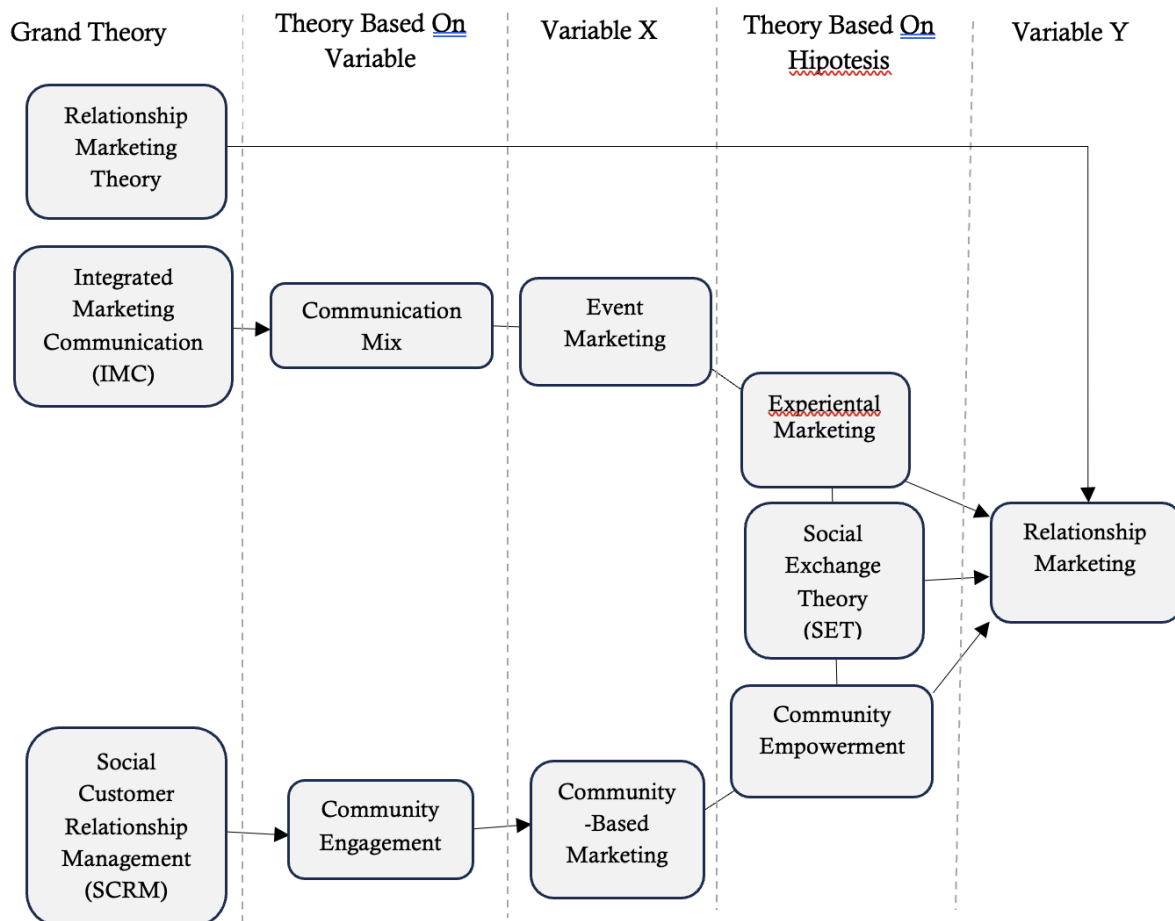 Grand Theory
Theory Based On
Variable
Variable X
Theory Based On
Hipotesis
Variable Y
Relationship
Marketing
Theory
Integrated
Marketing
Communication
(IMC)
Communication
Mix
Event
Marketing
Experiental
Marketing
Social
Exchange
Theory
(SET)
Relationship
Marketing
Community
Empowerment
Social
Customer
Relationship
Management
(SCRM)
Community
Engagement
Community
-Based
Marketing